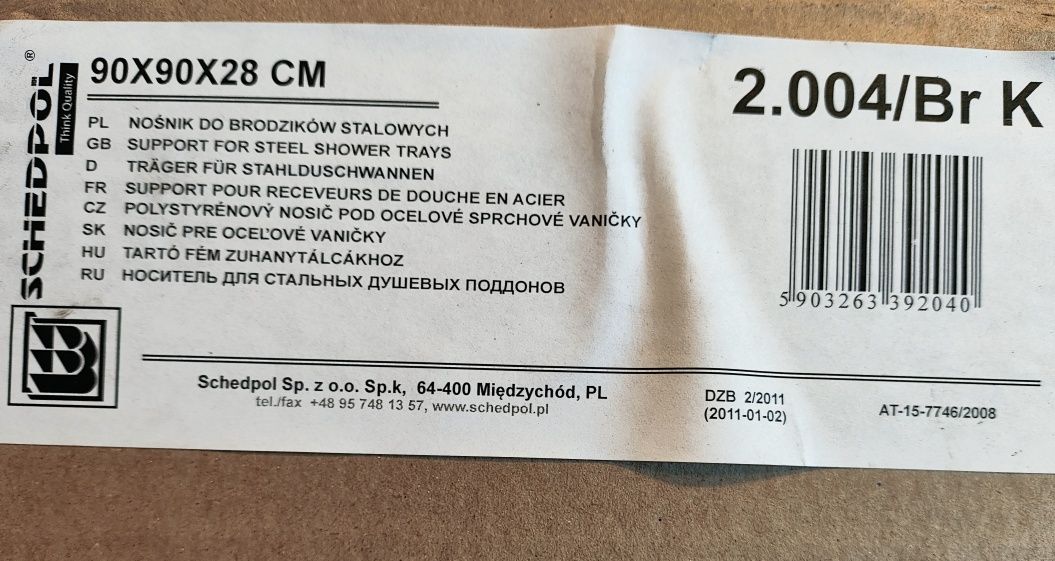 SCHEDPOL™ ®
Think Quality
90X90X28 CM
2.004/Br K
PL NOŚNIK DO BRODZIKÓW STALOWYCH
GB SUPPORT FOR STEEL SHOWER TRAYS
D TRÄGER FÜR STAHLDUSCHWANNEN
FR SUPPORT POUR RECEVEURS DE DOUCHE EN ACIER
CZ POLYSTYRÉNOVÝ NOSIČ POD OCELOVÉ SPRCHOVÉ VANIČKY
SK NOSIČ PRE OCEĽOVÉ VANIČKY
HU TARTÓ FÉM ZUHANYTÁLCÁKHOZ
RU НОСИТЕЛЬ ДЛЯ СТАЛЬНЫХ ДУШЕВЫХ ПОДДОНОВ
5 903263 392040
B
Schedpol Sp. z o.o. Sp.k, 64-400 Międzychód, PL
tel./fax +48 95 748 13 57, www.schedpol.pl
DZB 2/2011
(2011-01-02)
AT-15-7746/2008